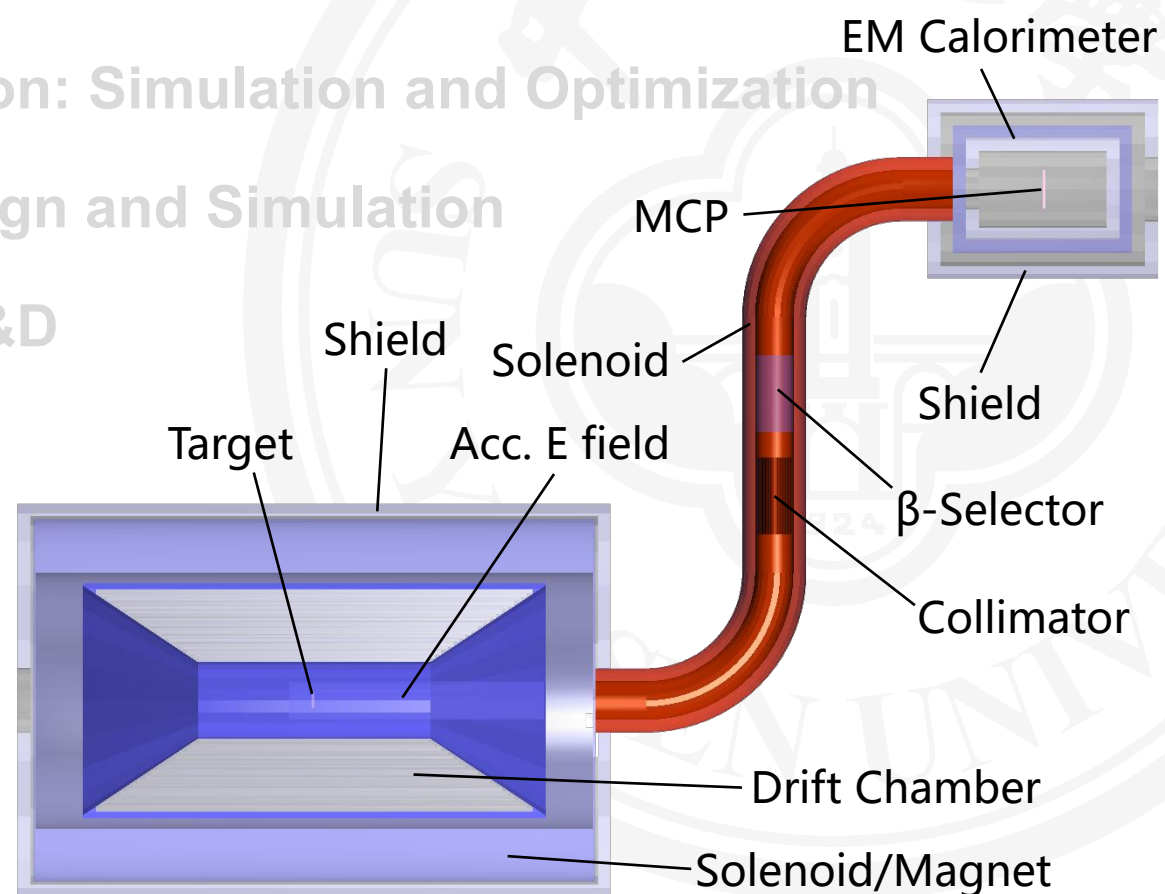 EM Calorimeter
on: Simulation and Optimization
gn and Simulation
MCP
&D
Shield
Solenoid
Shield
Target
Acc. E field
β-Selector
Collimator
Drift Chamber
Solenoid/Magnet